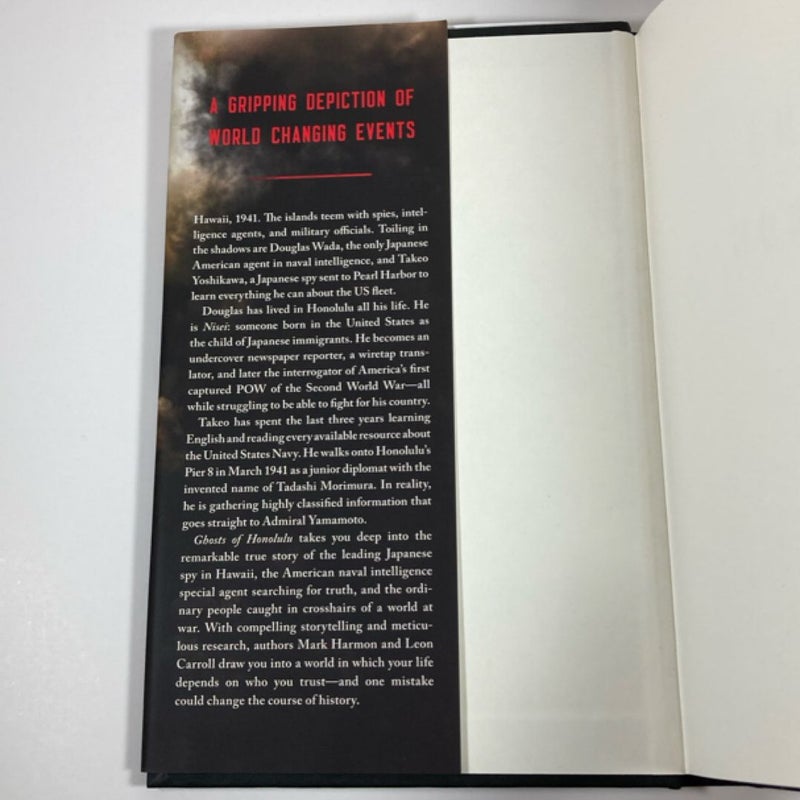 A GRIPPING DEPICTION OF
WORLD CHANGING EVENTS
Hawaii, 1941. The islands teem with spies, intel-
ligence agents, and military officials. Toiling in
the shadows are Douglas Wada, the only Japanese
American agent in naval intelligence, and Takeo
Yoshikawa, a Japanese spy sent to Pearl Harbor to
learn everything he can about the US fleet.
Douglas has lived in Honolulu all his life. He
is Nisei: someone born in the United States as
the child of Japanese immigrants. He becomes an
undercover newspaper reporter, a wiretap trans-
lator, and later the interrogator of America's first
captured POW of the Second World War—all
while struggling to be able to fight for his country.
Takeo has spent the last three years learning
English and reading every available resource about
the United States Navy. He walks onto Honolulu's
Pier 8 in March 1941 as a junior diplomat with the
invented name of Tadashi Morimura. In reality,
he is gathering highly classified information that
goes straight to Admiral Yamamoto.
Ghosts of Honolulu takes you deep into the
remarkable true story of the leading Japanese
spy in Hawaii, the American naval intelligence
special agent searching for truth, and the ordi-
nary people caught in crosshairs of a world at
war. With compelling storytelling and meticu-
lous research, authors Mark Harmon and Leon
Carroll draw you into a world in which your life
depends on who you trust—and one mistake
could change the course of history.